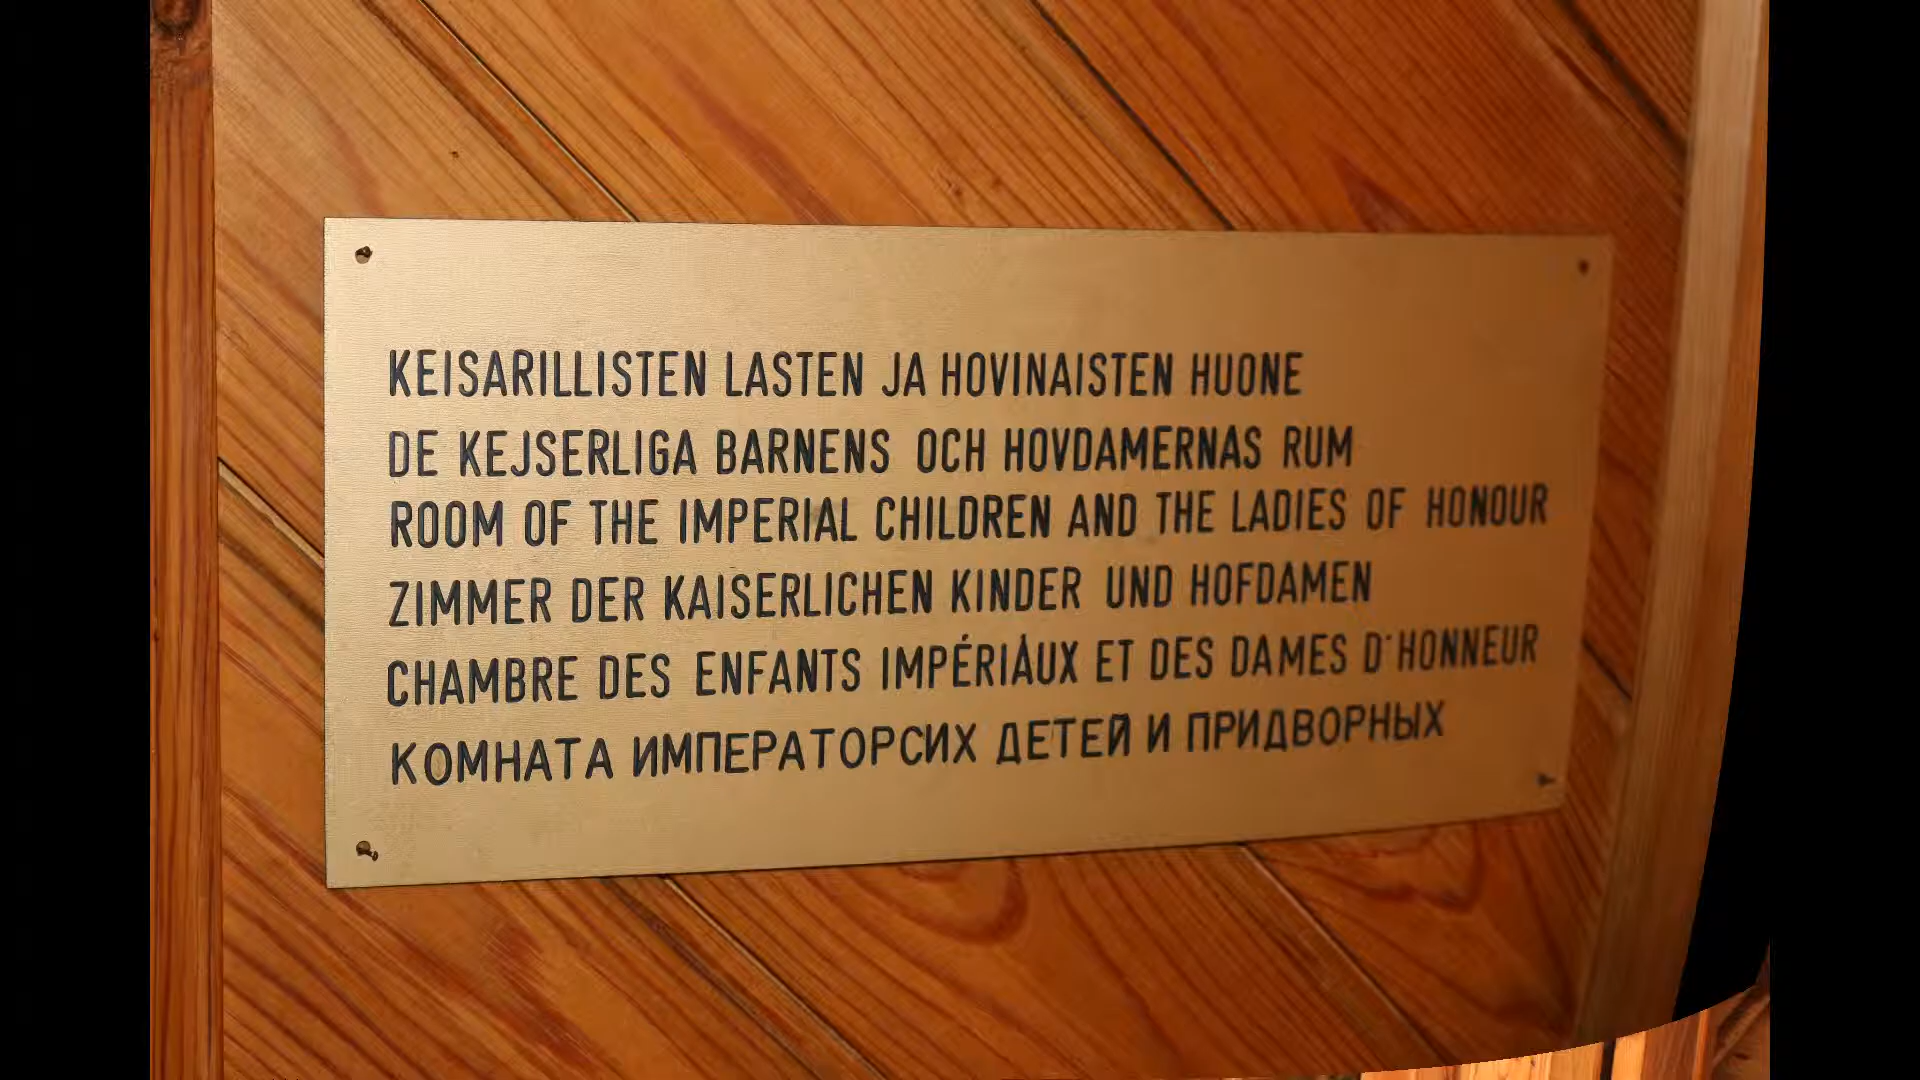 KEISARILLISTEN LASTEN JA HOVINAISTEN HUONE
DE KEJSERLIGA BARNENS OCH HOVDAMERNAS RUM
ROOM OF THE IMPERIAL CHILDREN AND THE LADIES OF HONOUR
ZIMMER DER KAISERLICHEN KINDER UND HOFDAMEN
CHAMBRE DES ENFANTS IMPÉRIAUX ET DES DAMES D'HONNEUR
КОМНАТА ИМПЕРАТОРСИХ ДЕТЕЙ И ПРИДВОРНЫХ